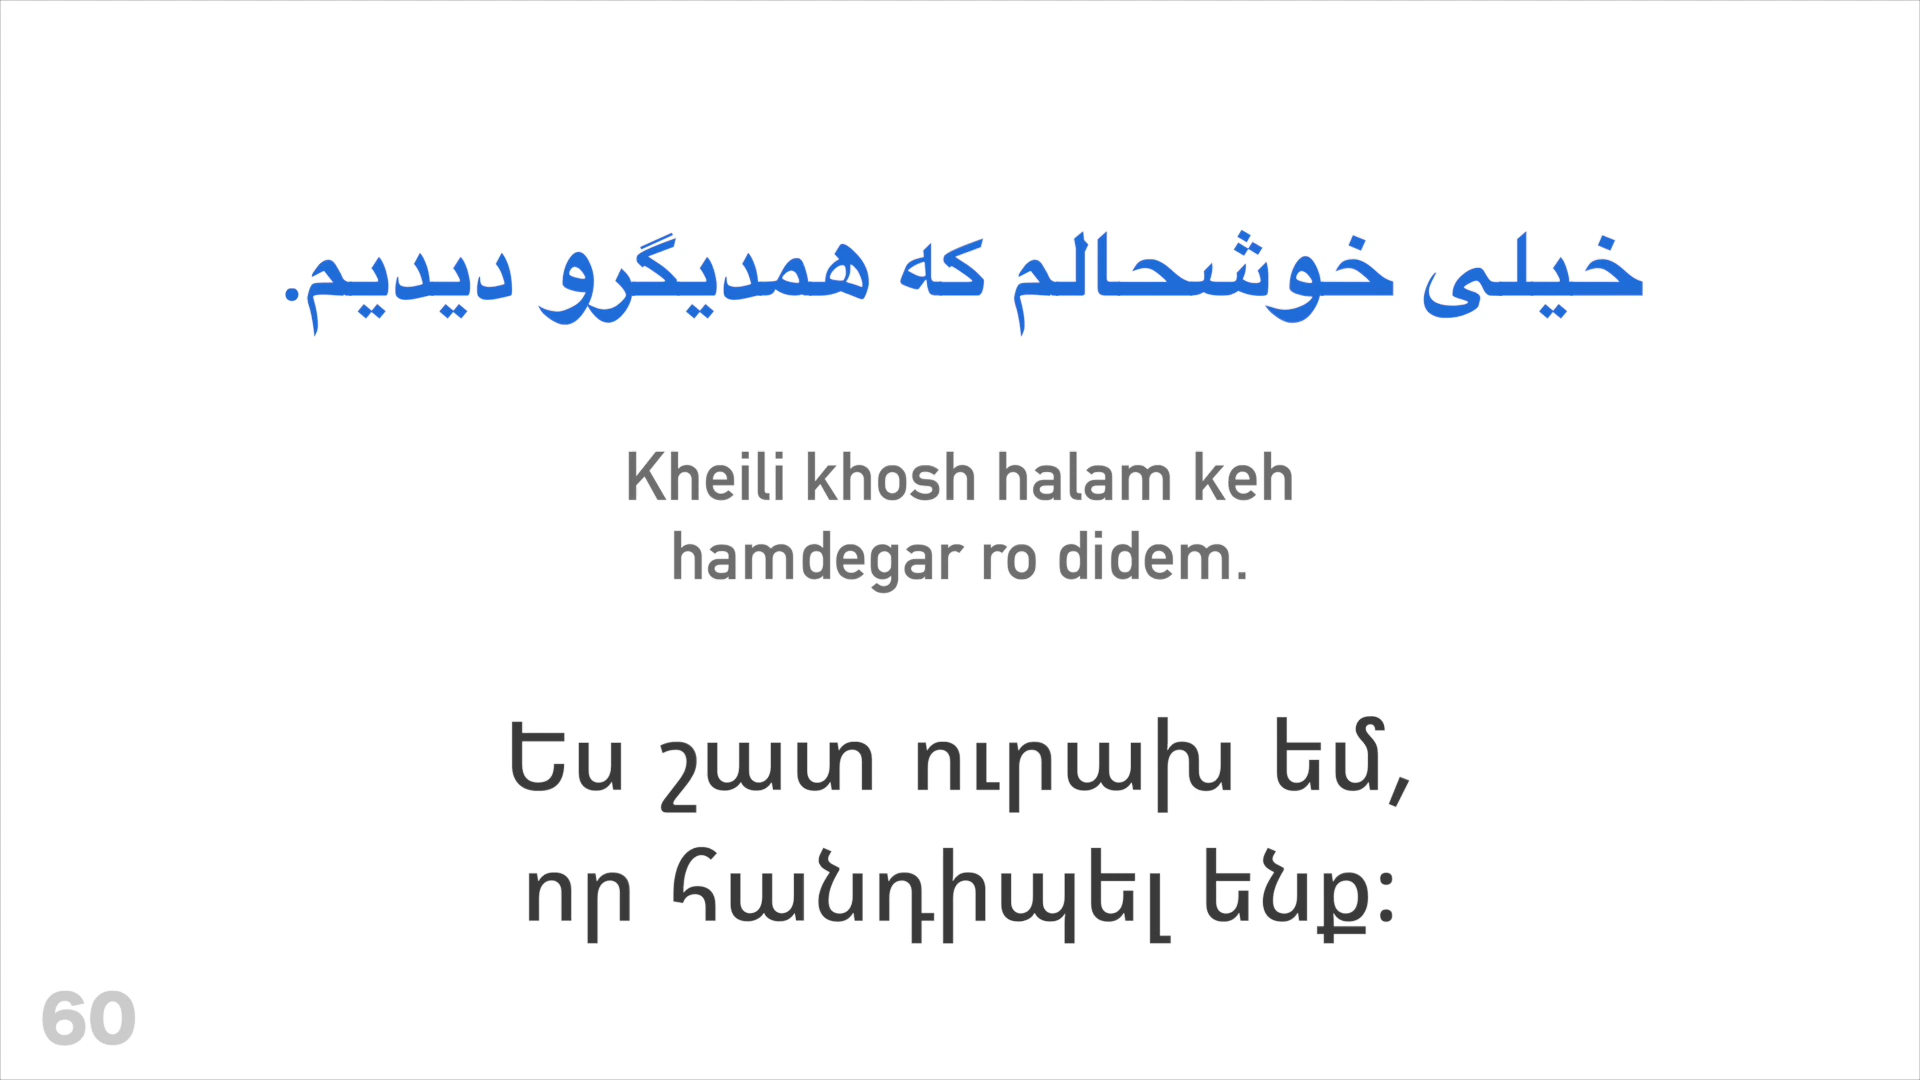 خیلی خوشحالم که همدیگرو دیدیم.
Kheili khosh halam keh
hamdegar ro didem.
Ես շատ ուրախ եմ,
որ հանդիպել ենք:
60